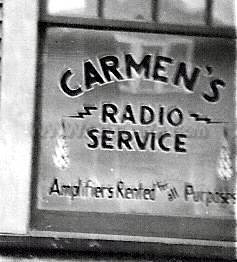 CARMEN'S
RADIO
SERVICE
Amplifiers Rented for all Purposes